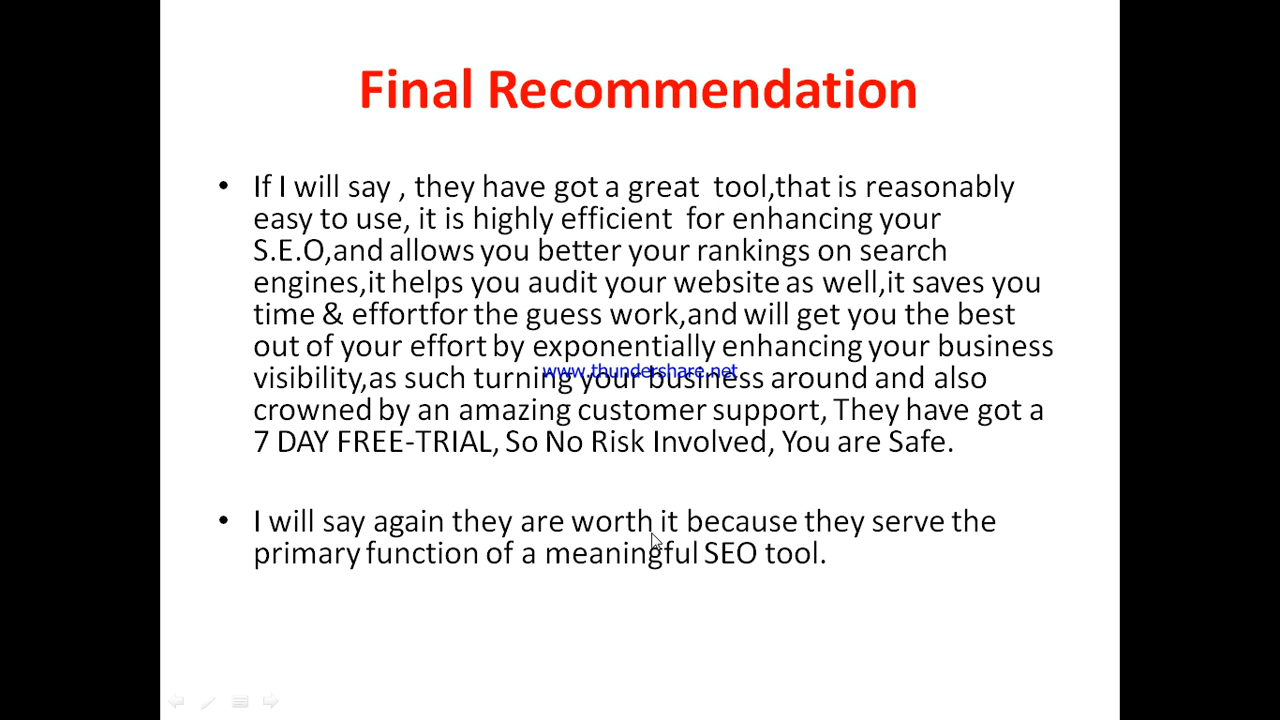 Final Recommendation
• If I will say , they have got a great  tool,that is reasonably
easy to use, it is highly efficient  for enhancing your
S.E.O,and allows you better your rankings on search
engines,it helps you audit your website as well,it saves you
time & effortfor the guess work,and will get you the best
out of your effort by exponentially enhancing your business
www.thundershare.net
visibility,as such turning your business around and also
crowned by an amazing customer support, They have got a
7 DAY FREE-TRIAL, So No Risk Involved, You are Safe.
• I will say again they are worth it because they serve the
primary function of a meaningful SEO tool.